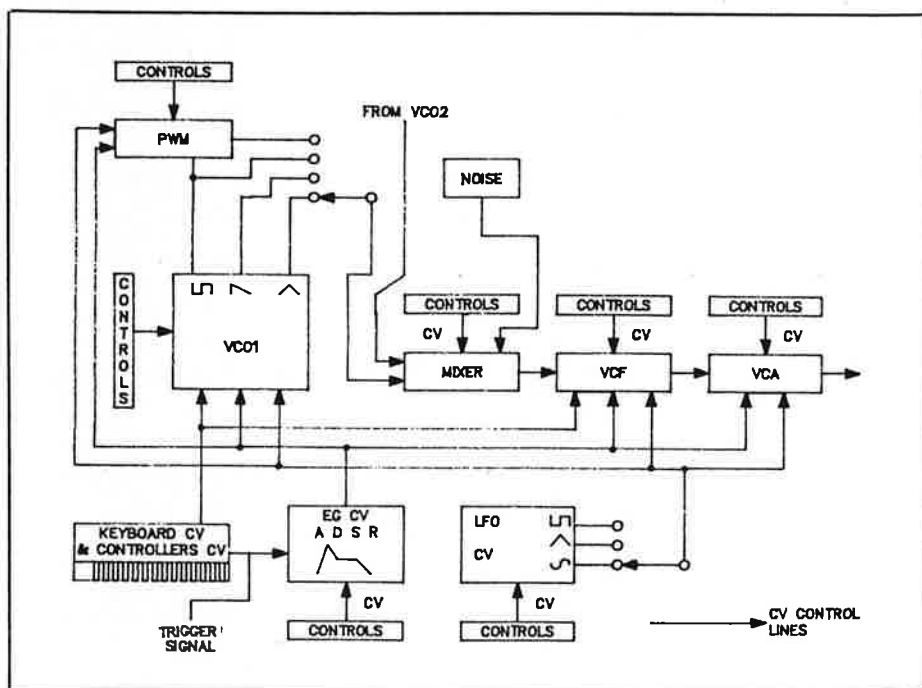 CONTROLS
FROM VCO2
PWM
NOISE
CONTROLS
VCO1
CONTROLS
CV
CONTROLS
CV
CONTROLS
CV
MIXER
VCF
VCA
KEYBOARD CV
& CONTROLLERS CV
EG CV
A D S R
LFO
CV
TRIGGER
SIGNAL
CV
CONTROLS
CV
CONTROLS
CV CONTROL
LINES